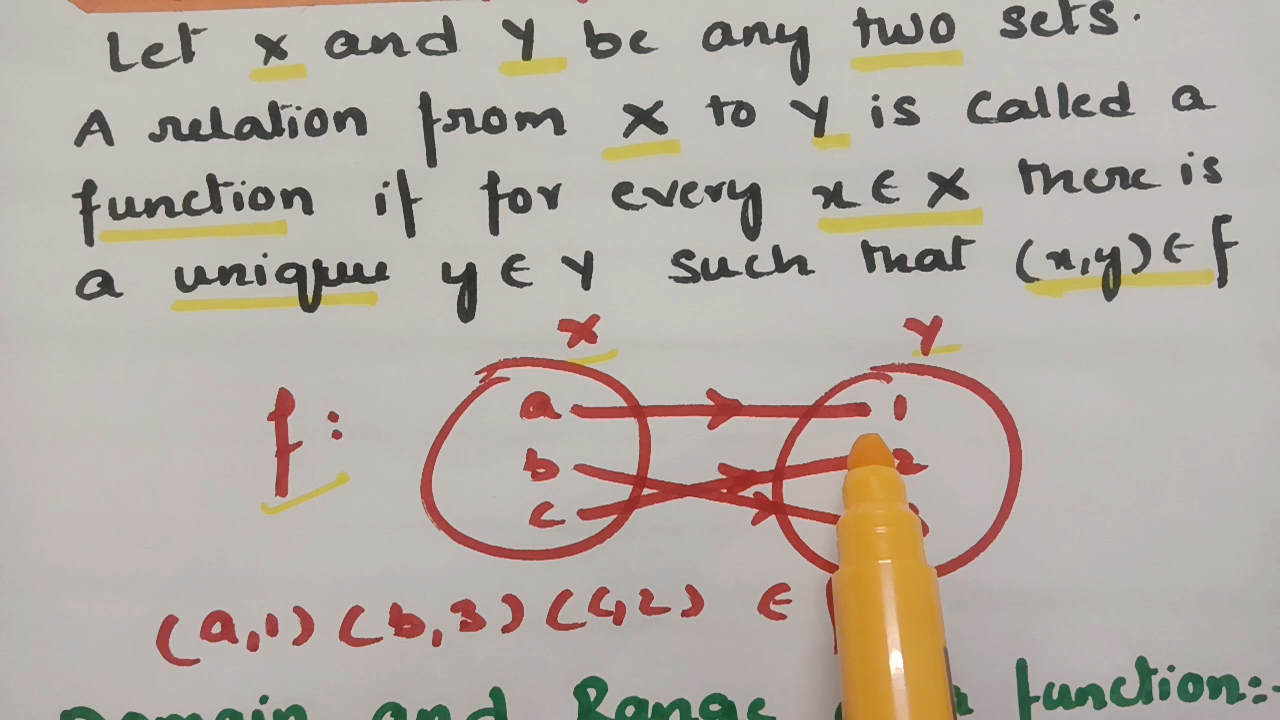 Let x and Y be any two sets.
A relation from X to Y is called a
function if for every x ∈ X there is
a unique y ∈ Y such that (x,y) ∈ f
X Y
f:
a 1
b 2
c
(a,1) (b,3) (c,2) ∈
Domain and Range function:-